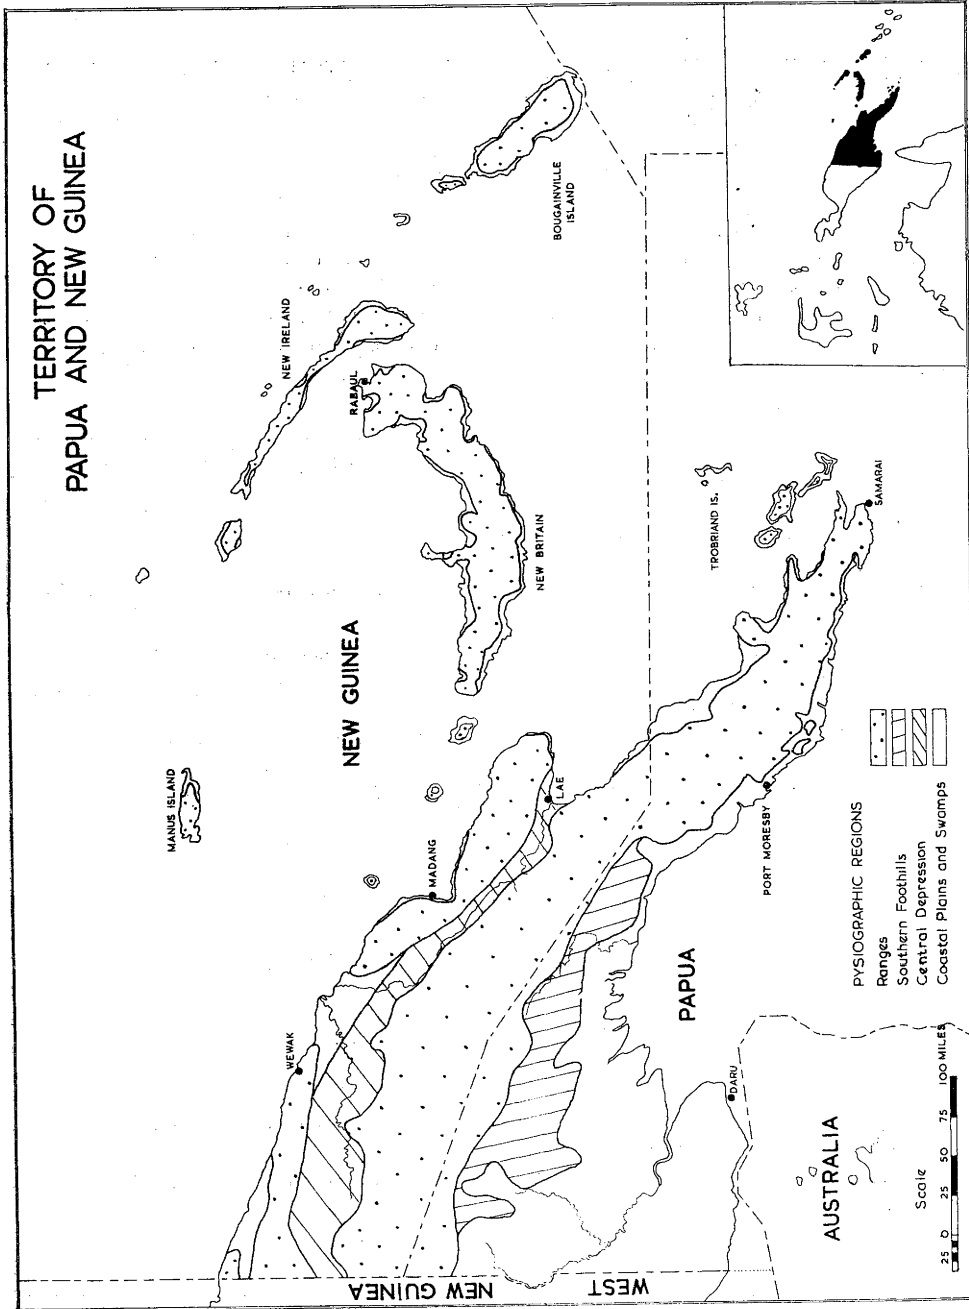 TERRITORY OF
PAPUA AND NEW GUINEA
MANUS ISLAND
NEW IRELAND
RABAUL
NEW GUINEA
NEW BRITAIN
BOUGAINVILLE
ISLAND
WEWAK
MADANG
LAE
TROBRIAND IS.
SAMARAI
PAPUA
PORT MORESBY
DARU
WEST
NEW GUINEA
AUSTRALIA
PYSIOGRAPHIC REGIONS
Ranges
Southern Foothills
Central Depression
Coastal Plains and Swamps
Scale
25 0 25 50 75 100 MILES